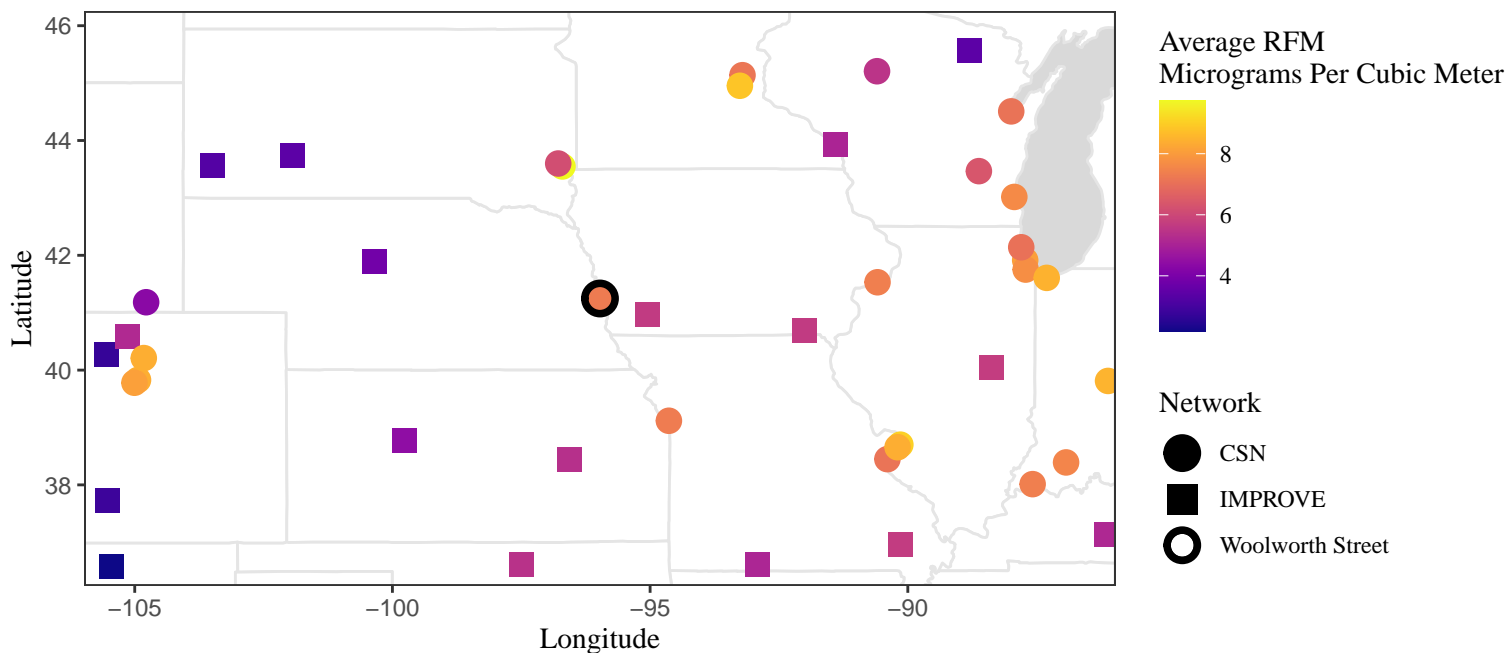 46
44
42
40
38
Latitude
−105
−100
−95
−90
Longitude
Average RFM
Micrograms Per Cubic Meter
8
6
4
Network
CSN
IMPROVE
Woolworth Street